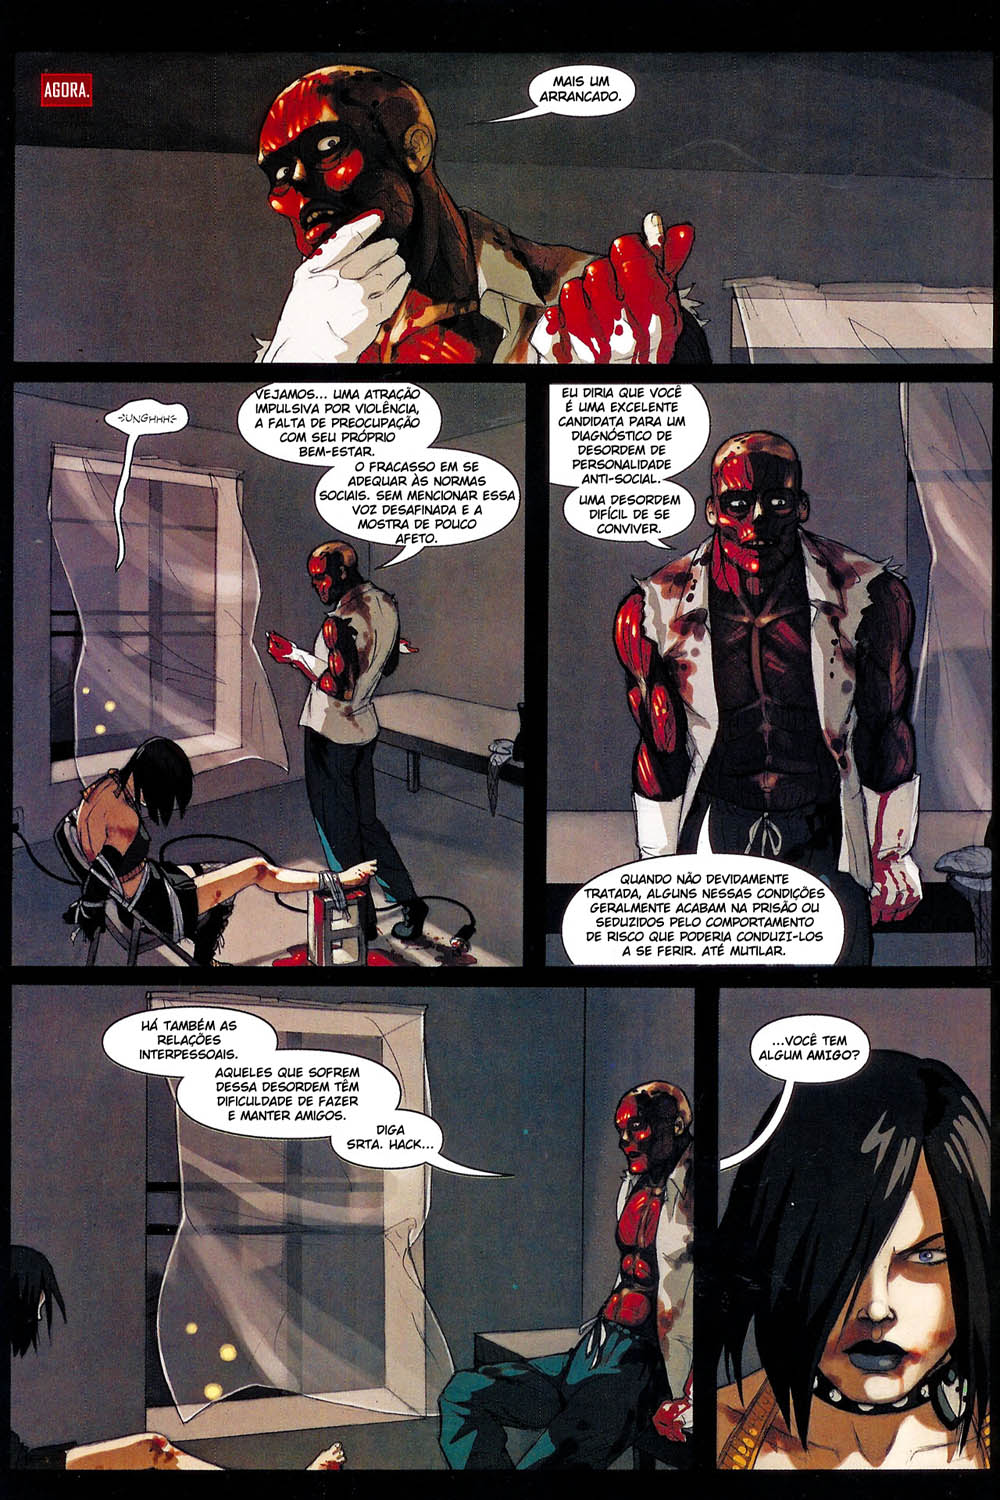 AGORA.
MAIS UM
ARRANCADO.
UNGHHH
VEJAMOS... UMA ATRAÇÃO
IMPULSIVA POR VIOLÊNCIA,
A FALTA DE PREOCUPAÇÃO
COM SEU PRÓPRIO
BEM-ESTAR.
O FRACASSO EM SE
ADEQUAR ÀS NORMAS
SOCIAIS. SEM MENCIONAR ESSA
VOZ DESAFINADA E A
MOSTRA DE POUCO
AFETO.
EU DIRIA QUE VOCÊ
É UMA EXCELENTE
CANDIDATA PARA UM
DIAGNÓSTICO DE
DESORDEM DE
PERSONALIDADE
ANTI-SOCIAL.
UMA DESORDEM
DIFÍCIL DE SE
CONVIVER.
QUANDO NÃO DEVIDAMENTE
TRATADA, ALGUNS NESSAS CONDIÇÕES
GERALMENTE ACABAM NA PRISÃO OU
SEDUZIDOS PELO COMPORTAMENTO
DE RISCO QUE PODERIA CONDUZI-LOS
A SE FERIR. ATÉ MUTILAR.
HÁ TAMBÉM AS
RELAÇÕES
INTERPESSOAIS.
AQUELES QUE SOFREM
DESSA DESORDEM TÊM
DIFICULDADE DE FAZER
E MANTER AMIGOS.
DIGA
SRTA. HACK...
...VOCÊ TEM
ALGUM AMIGO?